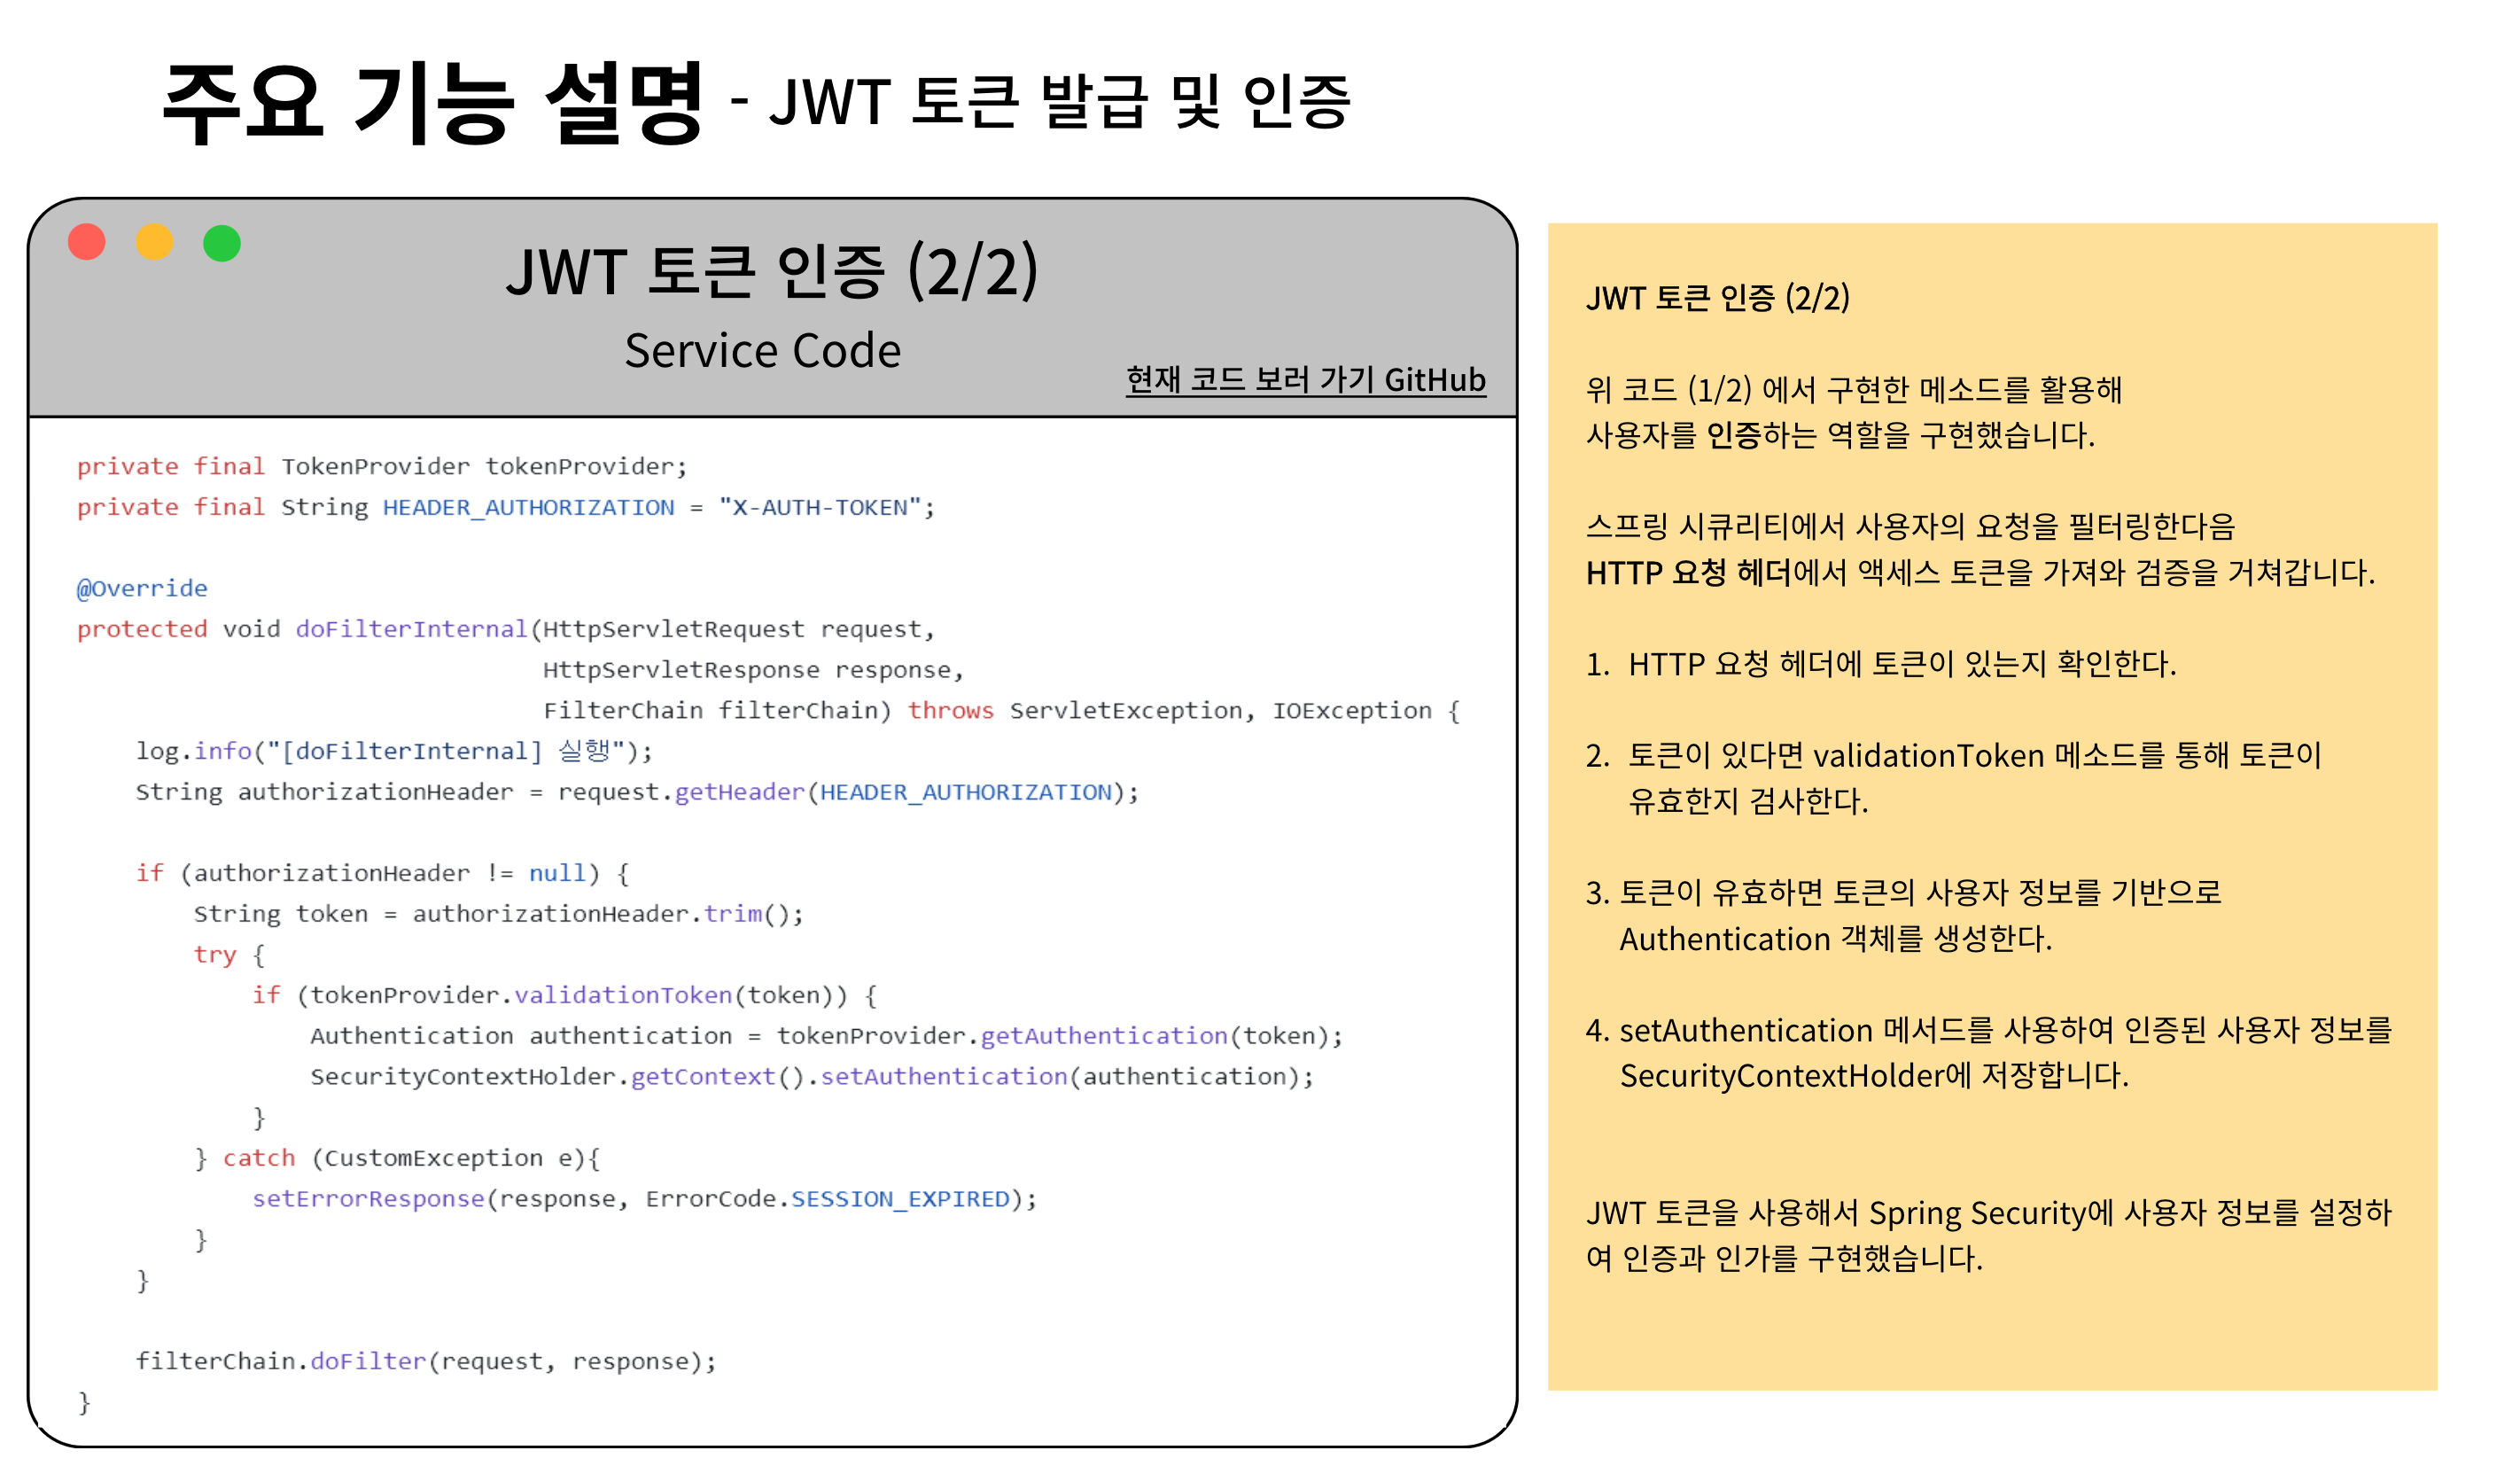 주요 기능 설명 - JWT 토큰 발급 및 인증
JWT 토큰 인증 (2/2)
Service Code
현재 코드 보러 가기 GitHub
private final TokenProvider tokenProvider;
private final String HEADER_AUTHORIZATION = "X-AUTH-TOKEN";
@Override
protected void doFilterInternal(HttpServletRequest request,
HttpServletResponse response,
FilterChain filterChain) throws ServletException, IOException {
log.info("[doFilterInternal] 실행");
String authorizationHeader = request.getHeader(HEADER_AUTHORIZATION);
if (authorizationHeader != null) {
String token = authorizationHeader.trim();
try {
if (tokenProvider.validationToken(token)) {
Authentication authentication = tokenProvider.getAuthentication(token);
SecurityContextHolder.getContext().setAuthentication(authentication);
}
} catch (CustomException e){
setErrorResponse(response, ErrorCode.SESSION_EXPIRED);
}
}
filterChain.doFilter(request, response);
}
JWT 토큰 인증 (2/2)
위 코드 (1/2) 에서 구현한 메소드를 활용해
사용자를 인증하는 역할을 구현했습니다.
스프링 시큐리티에서 사용자의 요청을 필터링한다음
HTTP 요청 헤더에서 액세스 토큰을 가져와 검증을 거쳐갑니다.
1. HTTP 요청 헤더에 토큰이 있는지 확인한다.
2. 토큰이 있다면 validationToken 메소드를 통해 토큰이
유효한지 검사한다.
3. 토큰이 유효하면 토큰의 사용자 정보를 기반으로
Authentication 객체를 생성한다.
4. setAuthentication 메서드를 사용하여 인증된 사용자 정보를
SecurityContextHolder에 저장합니다.
JWT 토큰을 사용해서 Spring Security에 사용자 정보를 설정하
여 인증과 인가를 구현했습니다.